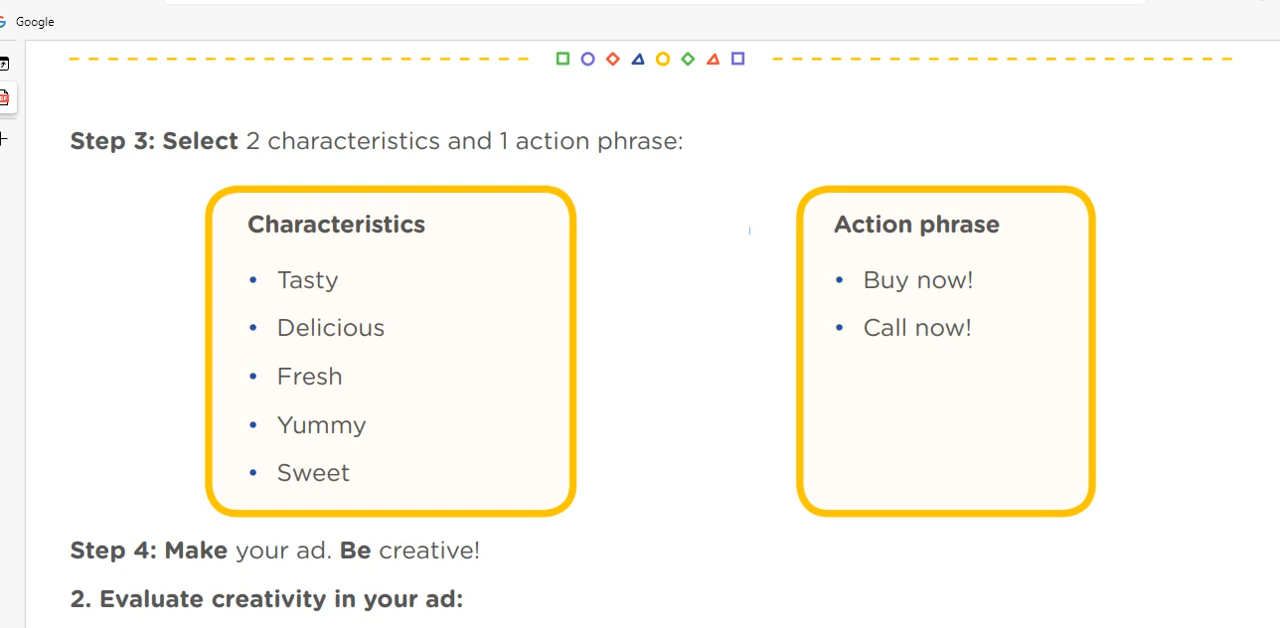 Google
Step 3: Select 2 characteristics and 1 action phrase:
Characteristics
• Tasty
• Delicious
• Fresh
• Yummy
• Sweet
Action phrase
• Buy now!
• Call now!
Step 4: Make your ad. Be creative!
2. Evaluate creativity in your ad: